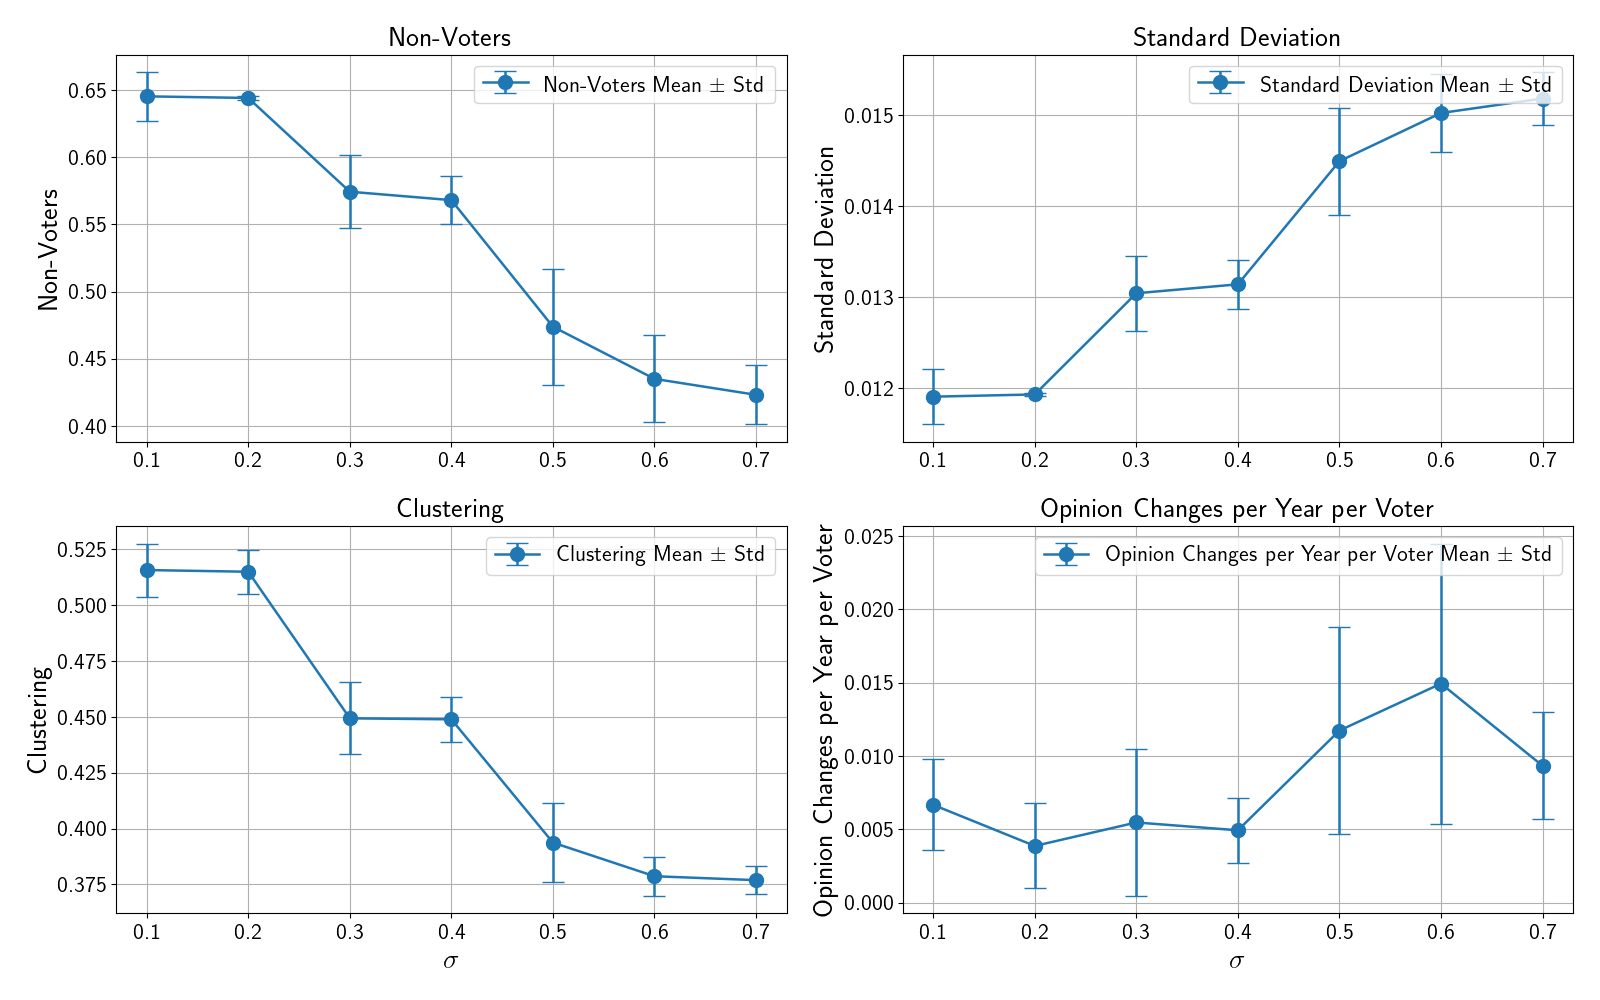 Non-Voters
Non-Voters Mean ± Std
Non-Voters
0.65
0.60
0.55
0.50
0.45
0.40
0.1 0.2 0.3 0.4 0.5 0.6 0.7
Standard Deviation
Standard Deviation Mean ± Std
Standard Deviation
0.015
0.014
0.013
0.012
0.1 0.2 0.3 0.4 0.5 0.6 0.7
Clustering
Clustering Mean ± Std
Clustering
0.525
0.500
0.475
0.450
0.425
0.400
0.375
0.1 0.2 0.3 0.4 0.5 0.6 0.7
σ
Opinion Changes per Year per Voter
Opinion Changes per Year per Voter Mean ± Std
Opinion Changes per Year per Voter
0.025
0.020
0.015
0.010
0.005
0.000
0.1 0.2 0.3 0.4 0.5 0.6 0.7
σ